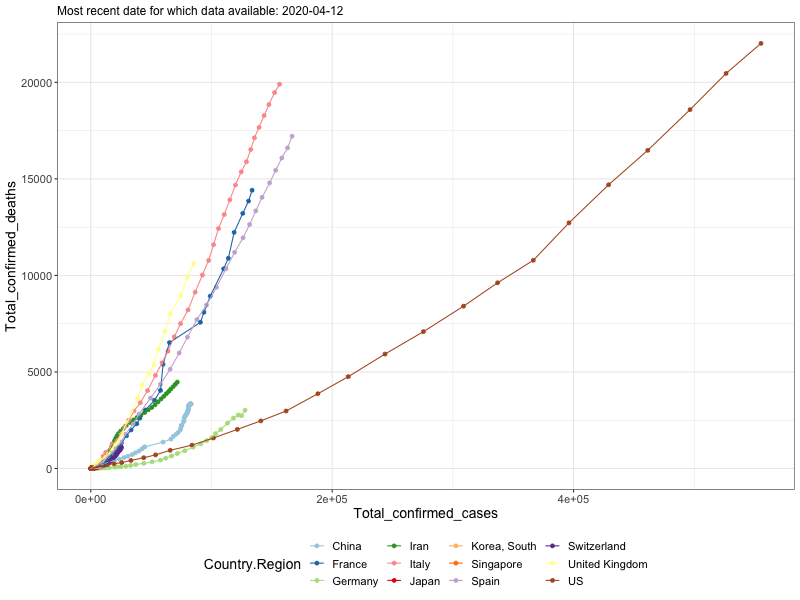 Most recent date for which data available: 2020-04-12
Total_confirmed_deaths
20000
15000
10000
5000
0
0e+00 2e+05 4e+05
Total_confirmed_cases
Country.Region
China Iran Korea, South Switzerland
France Italy Singapore United Kingdom
Germany Japan Spain US